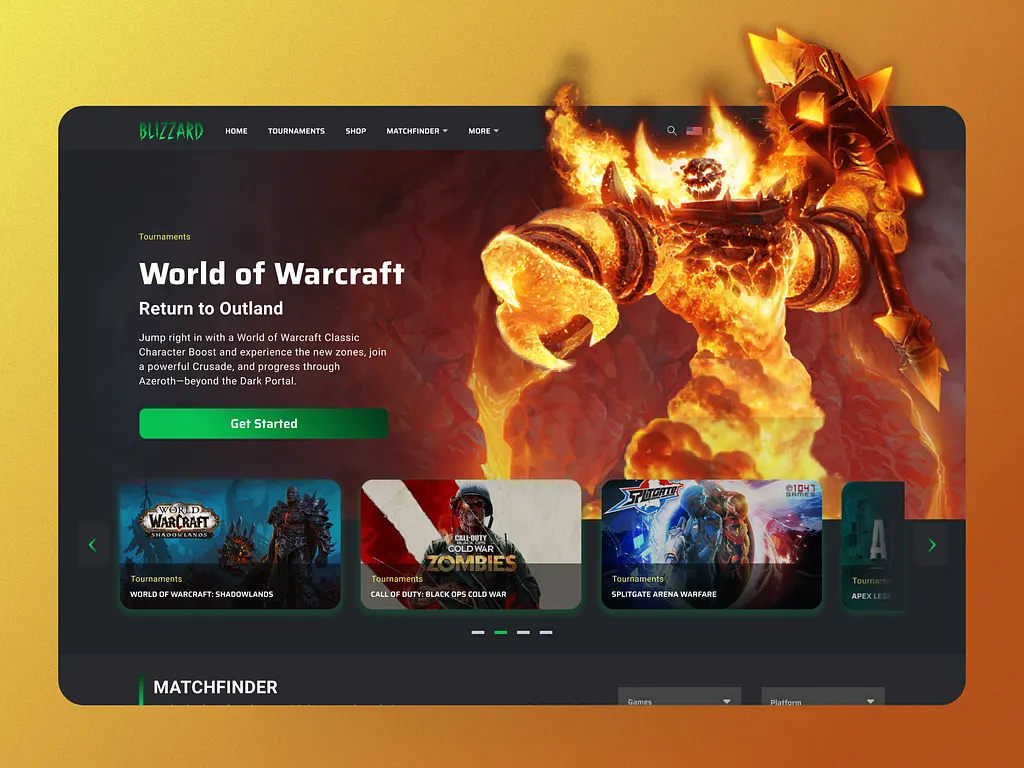 BLIZZARD
HOME
TOURNAMENTS
SHOP
MATCHFINDER
MORE
Tournaments
World of Warcraft
Return to Outland
Jump right in with a World of Warcraft Classic
Character Boost and experience the new zones, join
a powerful Crusade, and progress through
Azeroth—beyond the Dark Portal.
Get Started
WORLD
WARCRAFT
SHADOWLANDS
Tournaments
WORLD OF WARCRAFT: SHADOWLANDS
CALL OF DUTY
BLACK OPS
COLD WAR
ZOMBIES
Tournaments
CALL OF DUTY: BLACK OPS COLD WAR
SPLITGATE
1047
GAMES
Tournaments
SPLITGATE ARENA WARFARE
A
Tourname
APEX LEG
MATCHFINDER
Games
Platform